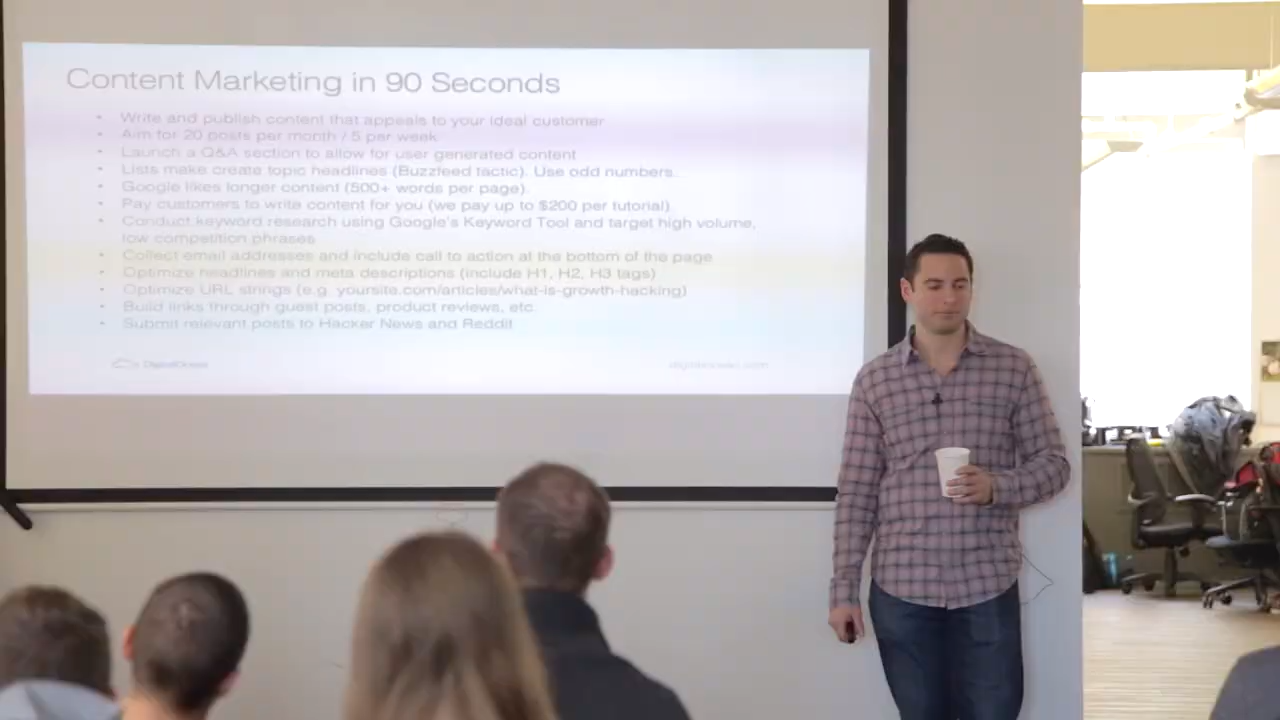 Content Marketing in 90 Seconds
• Write and publish content that appeals to your ideal customer
• Aim for 20 posts per month / 5 per week
• Launch a Q&A section to allow for user generated content
• Lists make create topic headlines (Buzzfeed tactic). Use odd numbers.
• Google likes longer content (500+ words per page).
• Pay customers to write content for you (we pay up to $200 per tutorial).
• Conduct keyword research using Google's Keyword Tool and target high volume,
low competition phrases
• Collect email addresses and include call to action at the bottom of the page
• Optimize headlines and meta descriptions (include H1, H2, H3 tags)
• Optimize URL strings (e.g. yoursite.com/articles/what-is-growth-hacking)
• Build links through guest posts, product reviews, etc.
• Submit relevant posts to Hacker News and Reddit
DigitalOcean digitalocean.com